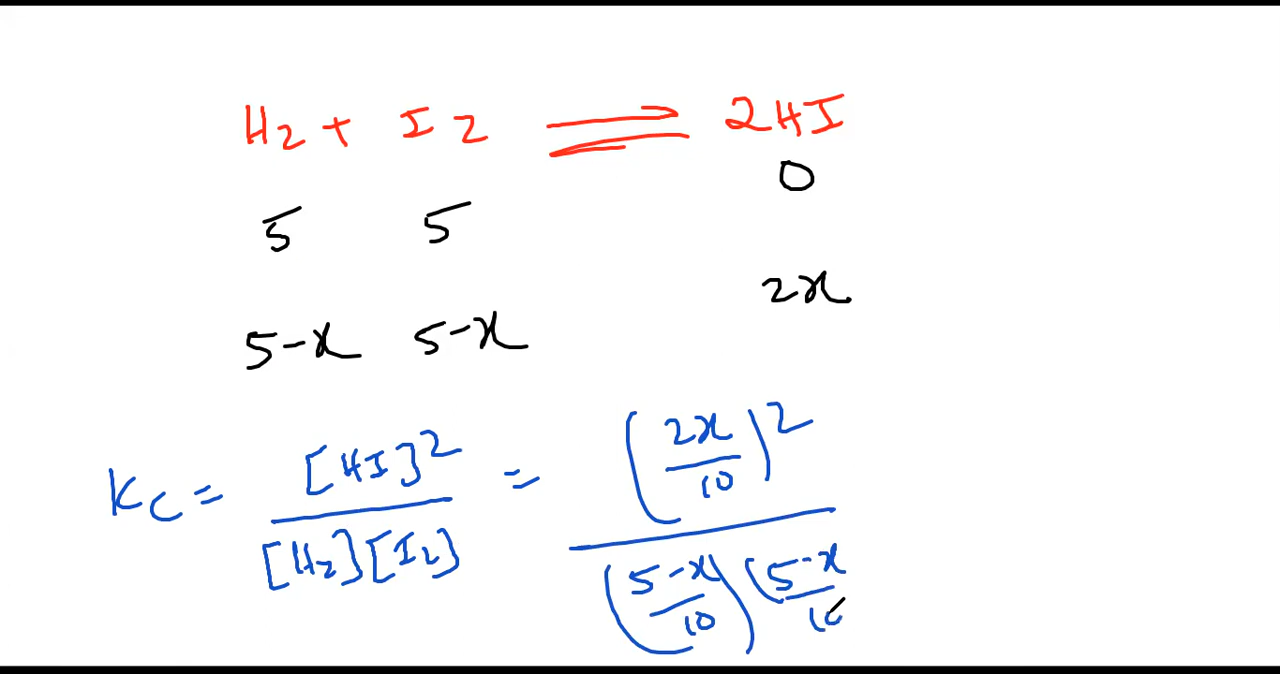 H2 + I2 ⇌ 2HI
0
5 5
2x
5-x 5-x
Kc = [HI]^2 / [H2][I2] = (2x/10)^2 / (5-x/10)(5-x/10